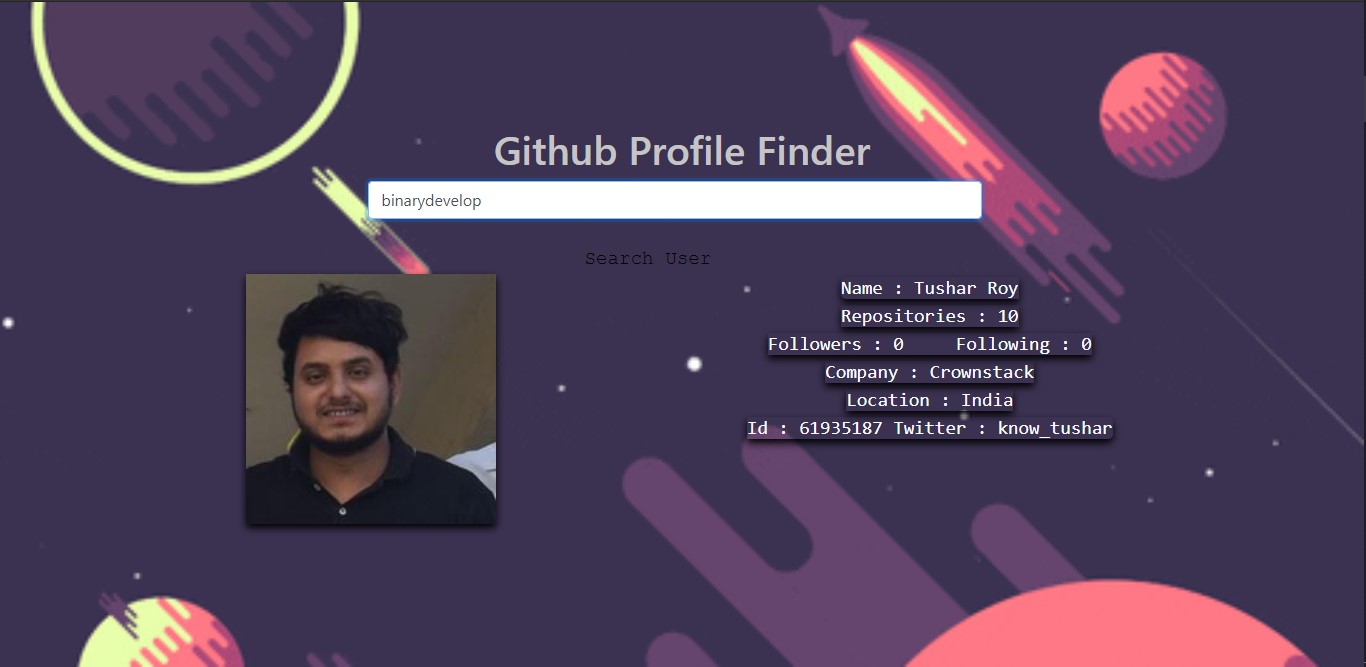 Github Profile Finder
binarydevelop
Search User
Name : Tushar Roy
Repositories : 10
Followers : 0 Following : 0
Company : Crownstack
Location : India
Id : 61935187 Twitter : know_tushar